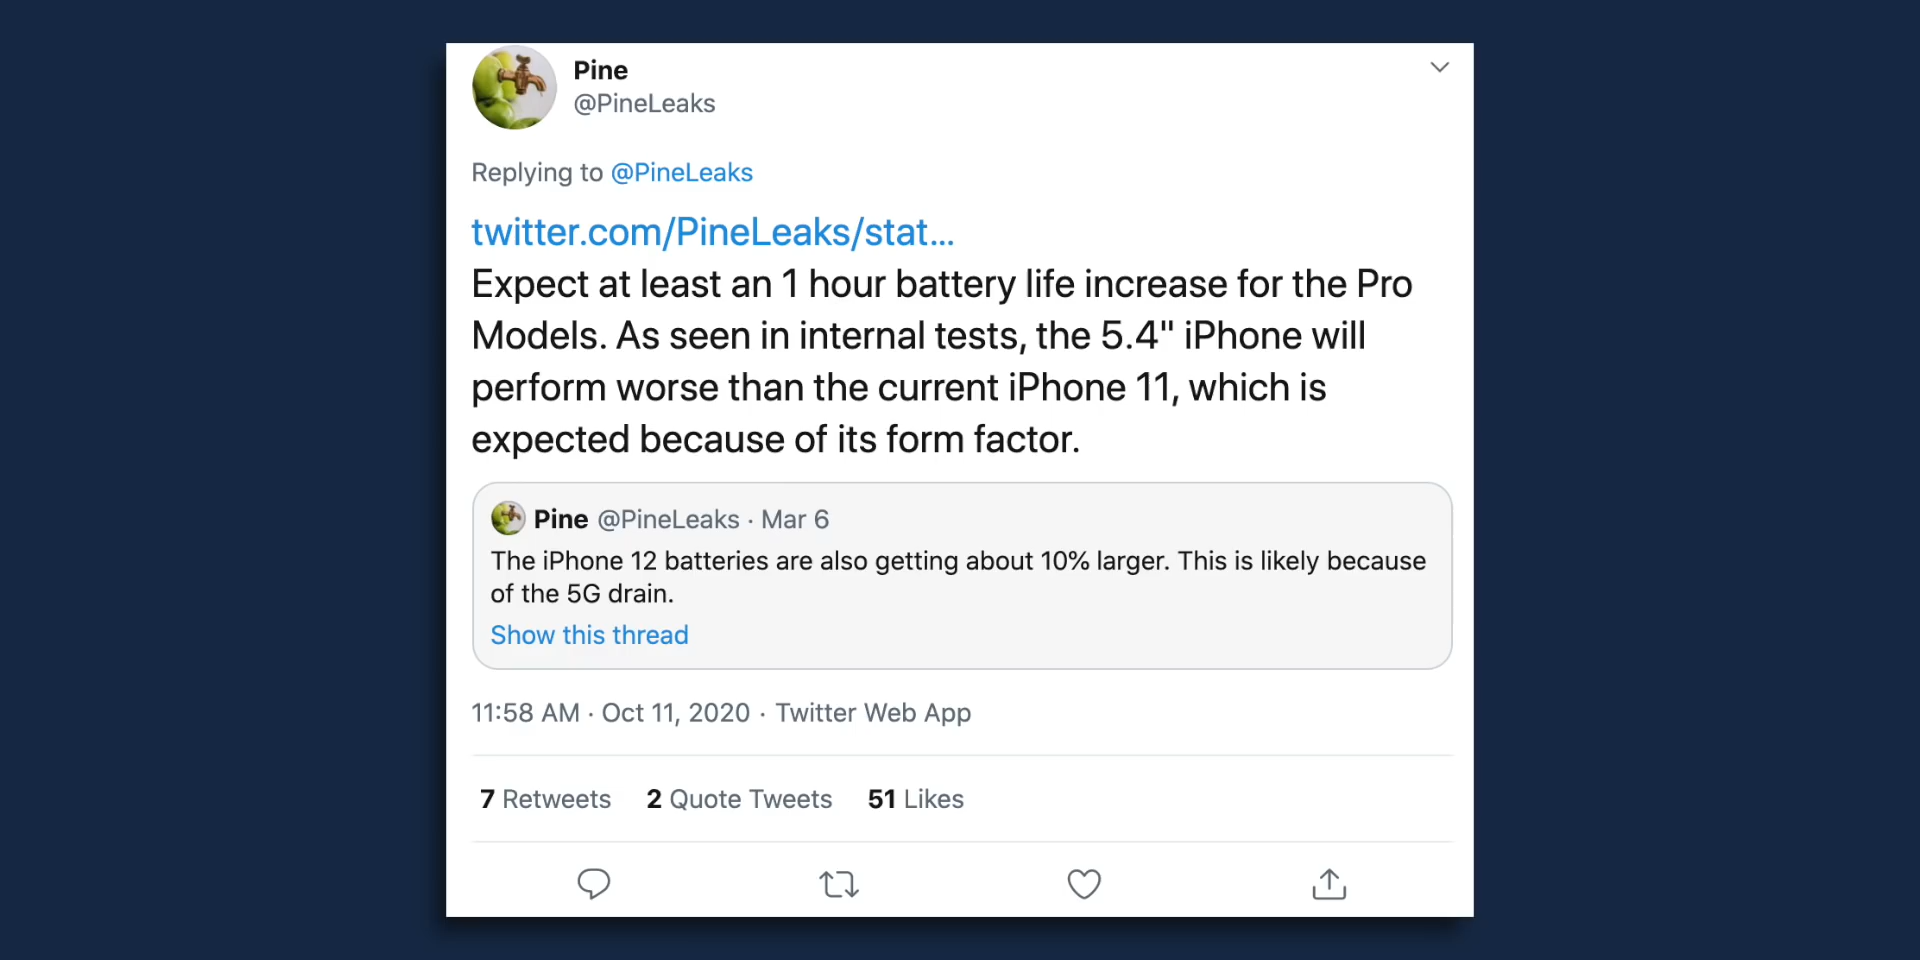 Pine
@PineLeaks
Replying to @PineLeaks
twitter.com/PineLeaks/stat...
Expect at least an 1 hour battery life increase for the Pro
Models. As seen in internal tests, the 5.4" iPhone will
perform worse than the current iPhone 11, which is
expected because of its form factor.
Pine @PineLeaks · Mar 6
The iPhone 12 batteries are also getting about 10% larger. This is likely because
of the 5G drain.
Show this thread
11:58 AM · Oct 11, 2020 · Twitter Web App
7 Retweets 2 Quote Tweets 51 Likes